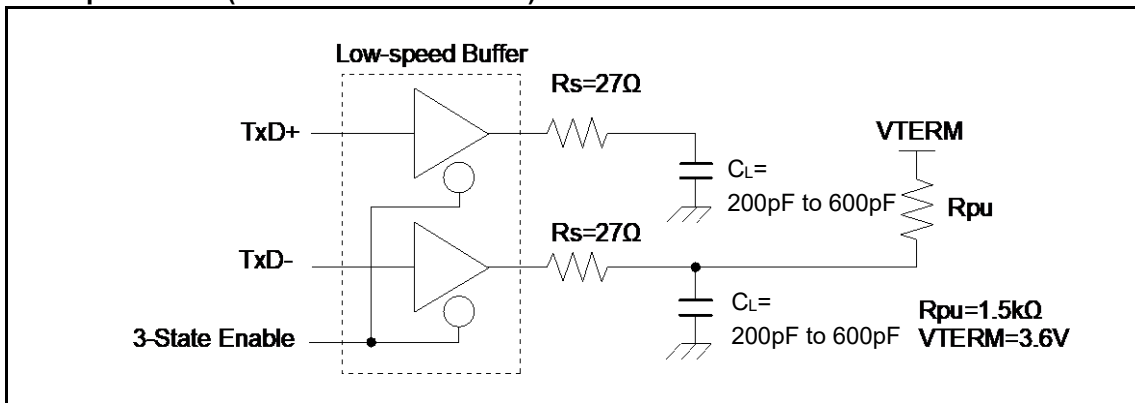 Low-speed Buffer
Rs=27Ω
TxD+
VTERM
CL=
200pF to 600pF
Rpu
Rs=27Ω
TxD-
CL=
200pF to 600pF
Rpu=1.5kΩ
VTERM=3.6V
3-State Enable